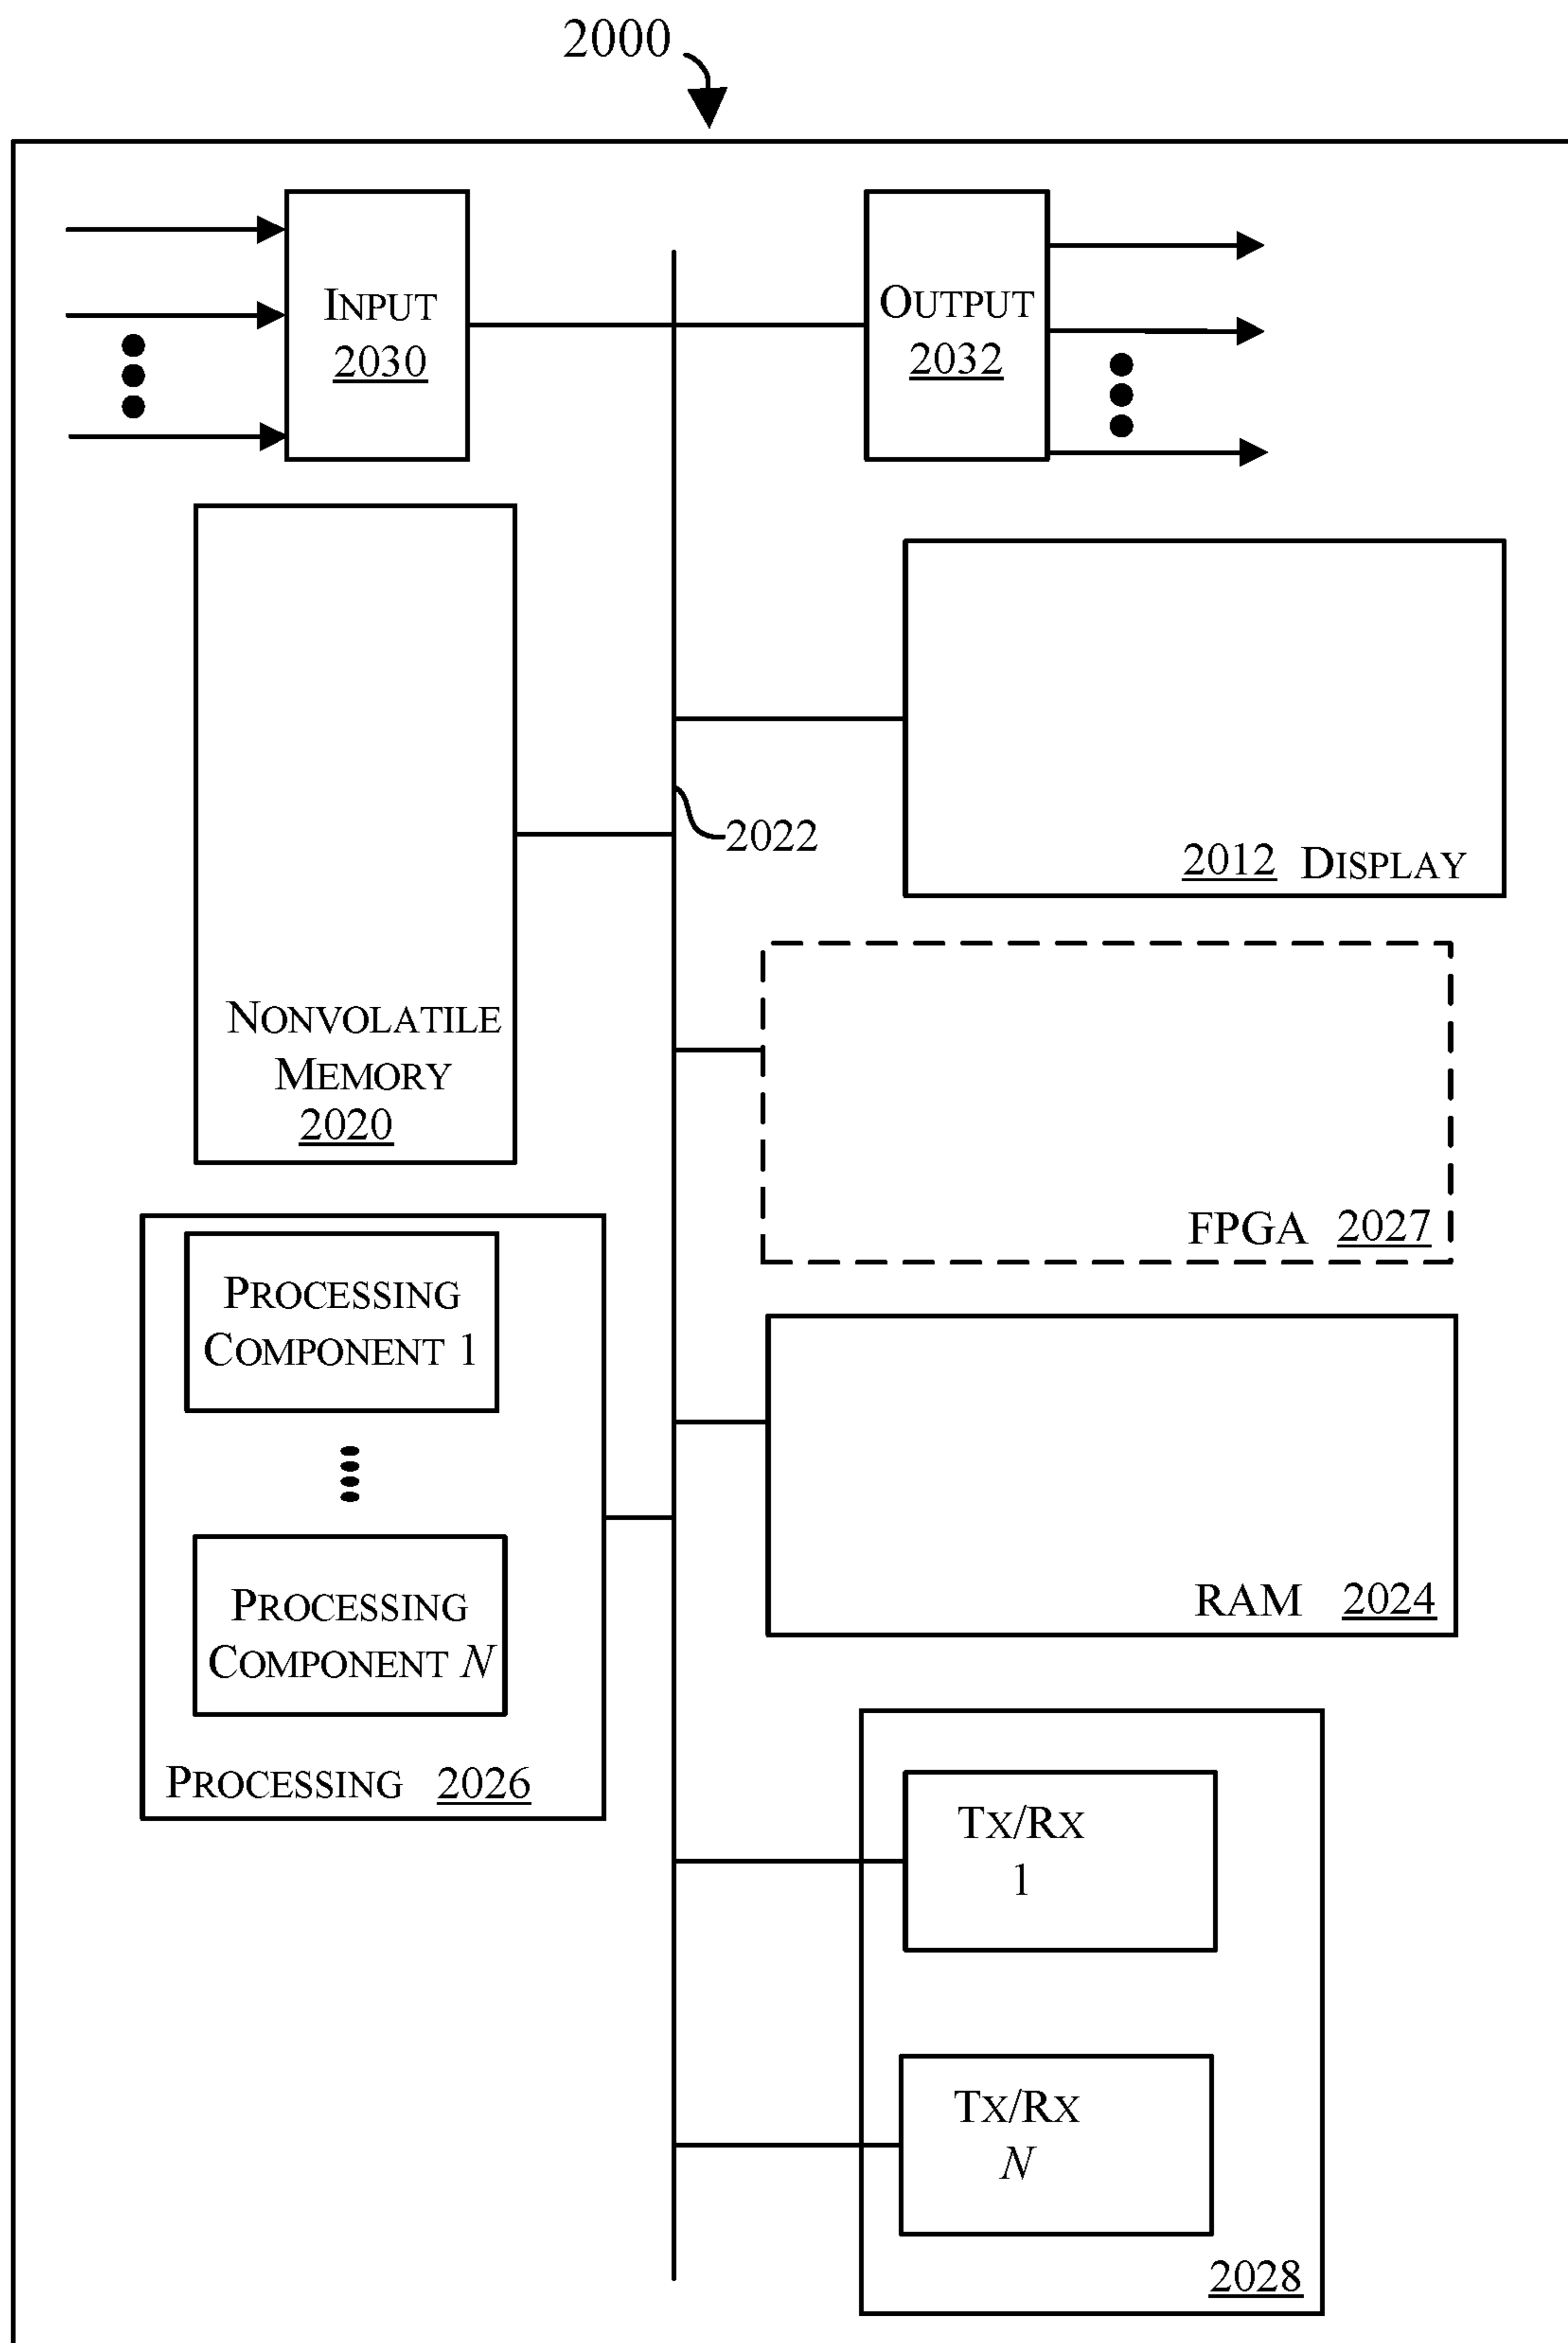 2000
INPUT
2030
OUTPUT
2032
2022
2012 DISPLAY
NONVOLATILE
MEMORY
2020
FPGA 2027
PROCESSING
COMPONENT 1
PROCESSING
COMPONENT N
PROCESSING 2026
RAM 2024
TX/RX
1
TX/RX
N
2028